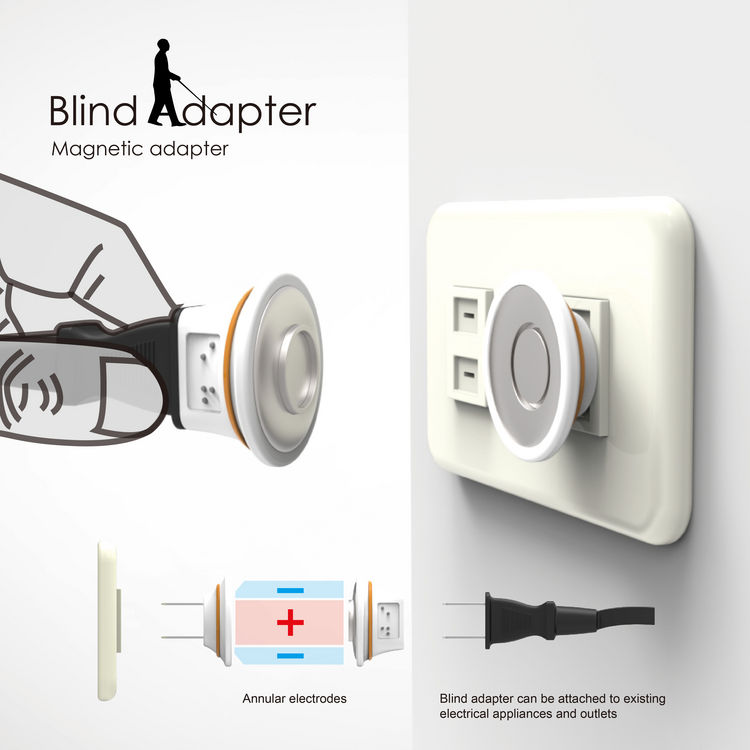 Blind Adapter
Magnetic adapter
Annular electrodes
Blind adapter can be attached to existing
electrical appliances and outlets